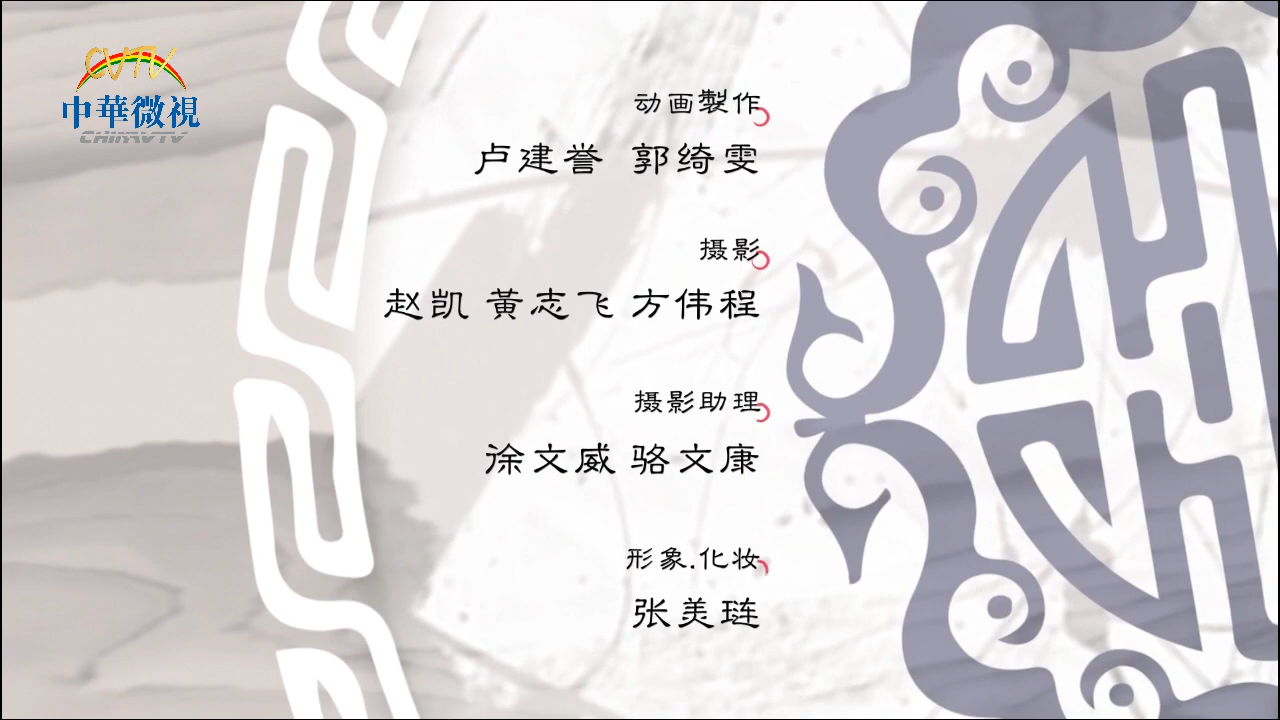 CVTV
中華微視
CHINAVTV
动画製作
卢建誉 郭绮雯
摄影
赵凯 黄志飞 方伟程
摄影助理
徐文威 骆文康
形象.化妆
张美琏